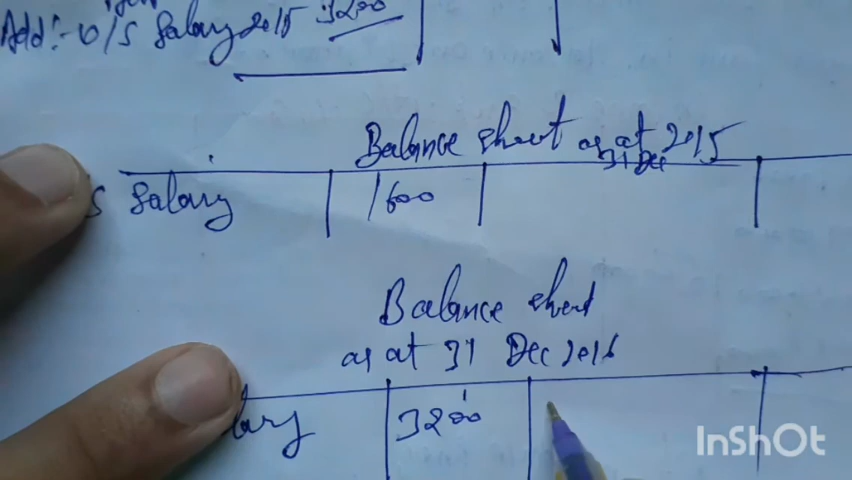 Add:- O/S Salary 2015 3200
Balance sheet as at 2015
31 Dec
S Salary 1600
Balance sheet
as at 31 Dec 2016
lary 3200
InShOt